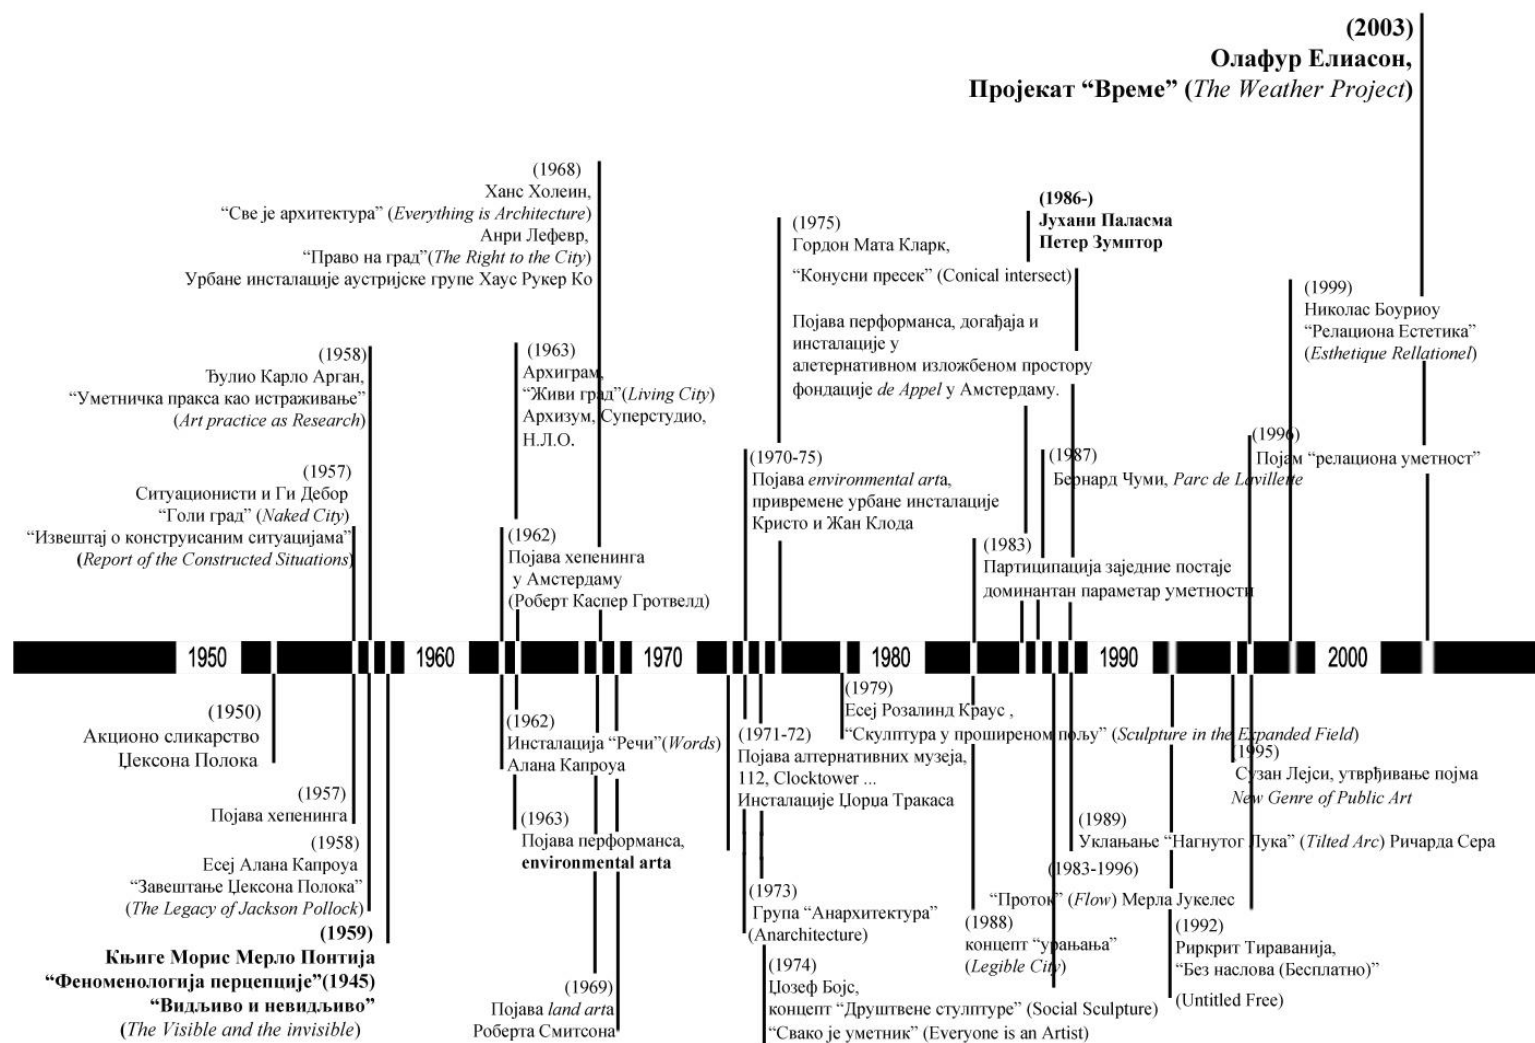 (2003)
Олафур Елиасон,
Пројекат “Време” (The Weather Project)
(1968)
Ханс Холеин,
“Све је архитектура” (Everything is Architecture)
Анри Лефевр,
“Право на град”(The Right to the City)
Урбане инсталације аустријске групе Хаус Рукер Ко
(1975)
Гордон Мата Кларк,
“Конусни пресек” (Conical intersect)
Појава перформанса, догађаја и
инсталације у
алетернативном изложбеном простору
фондације de Appel у Амстердаму.
(1986-)
Јухани Паласма
Петер Зумптор
(1999)
Николас Боуриоу
“Релациона Естетика”
(Esthetique Rellationel)
(1958)
Ђулио Карло Арган,
“Уметничка пракса као истраживање”
(Art practice as Research)
(1963)
Архиграм,
“Живи град”(Living City)
Архизум, Суперстудио,
Н.Л.О.
(1957)
Ситуационисти и Ги Дебор
“Голи град” (Naked City)
“Извештај о конструисаним ситуацијама”
(Report of the Constructed Situations)
(1962)
Појава хепенинга
у Амстердаму
(Роберт Каспер Гротвелд)
(1970-75)
Појава environmental arta,
привремене урбане инсталације
Кристо и Жан Клода
(1983)
Партиципација заједние постаје
доминантан параметар уметности
(1987)
Бернард Чуми, Parc de Lavillette
(1996)
Појам “релациона уметност”
1950 1960 1970 1980 1990 2000
(1950)
Акционо сликарство
Џексона Полока
(1957)
Појава хепенинга
(1958)
Есеј Алана Капроуа
“Завештање Џексона Полока”
(The Legacy of Jackson Pollock)
(1959)
Књиге Морис Мерло Понтија
“Феноменологија перцепције”(1945)
“Видљиво и невидљиво”
(The Visible and the invisible)
(1962)
Инсталација “Речи”(Words)
Алана Капроуа
(1963)
Појава перформанса,
environmental arta
(1969)
Појава land arta
Роберта Смитсона
(1971-72)
Појава алтернативних музеја,
112, Clocktower ...
Инсталације Џорџа Тракаса
(1973)
Група “Анархитектура”
(Anarchitecture)
(1974)
Џозеф Бојс,
концепт “Друштвене стулптуре” (Social Sculpture)
“Свако је уметник” (Everyone is an Artist)
(1979)
Есеј Розалинд Краус ,
“Скулптура у проширеном пољу” (Sculpture in the Expanded Field)
(1995)
Сузан Лејси, утврђивање појма
New Genre of Public Art
(1989)
Уклањање “Нагнутог Лука” (Tilted Arc) Ричарда Сера
(1983-1996)
“Проток” (Flow) Мерла Јукелес
(1988)
концепт “урањања”
(Legible City)
(1992)
Риркрит Тираванија,
“Без наслова (Бесплатно)”
(Untitled Free)